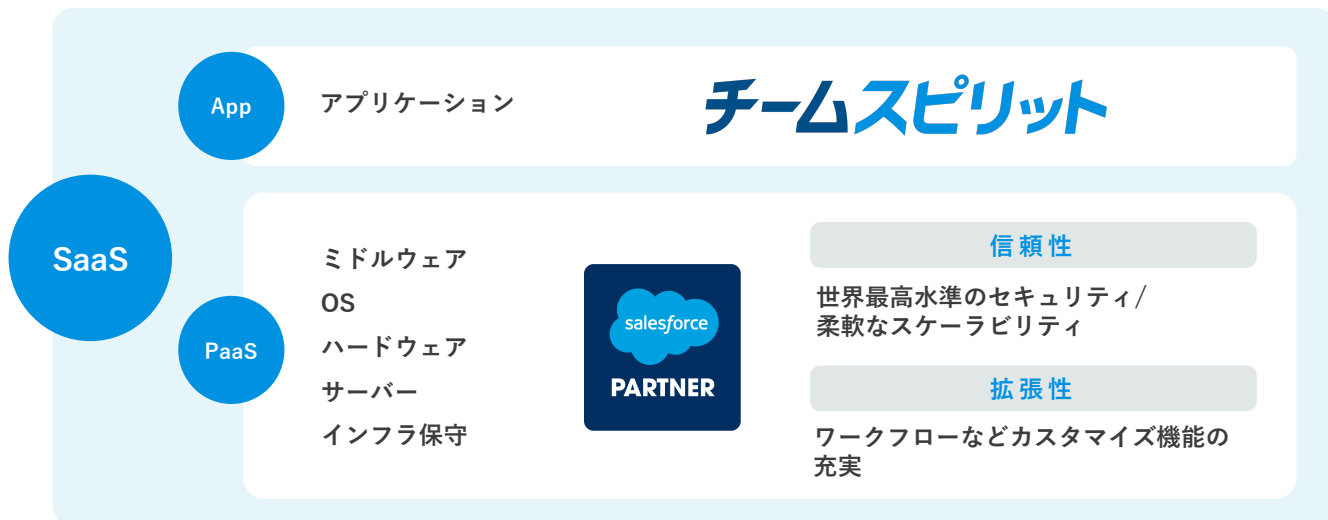 SaaS
App
アプリケーション
チームスピリット
PaaS
ミドルウェア
OS
ハードウェア
サーバー
インフラ保守
salesforce
PARTNER
信頼性
世界最高水準のセキュリティ/
柔軟なスケーラビリティ
拡張性
ワークフローなどカスタマイズ機能の
充実